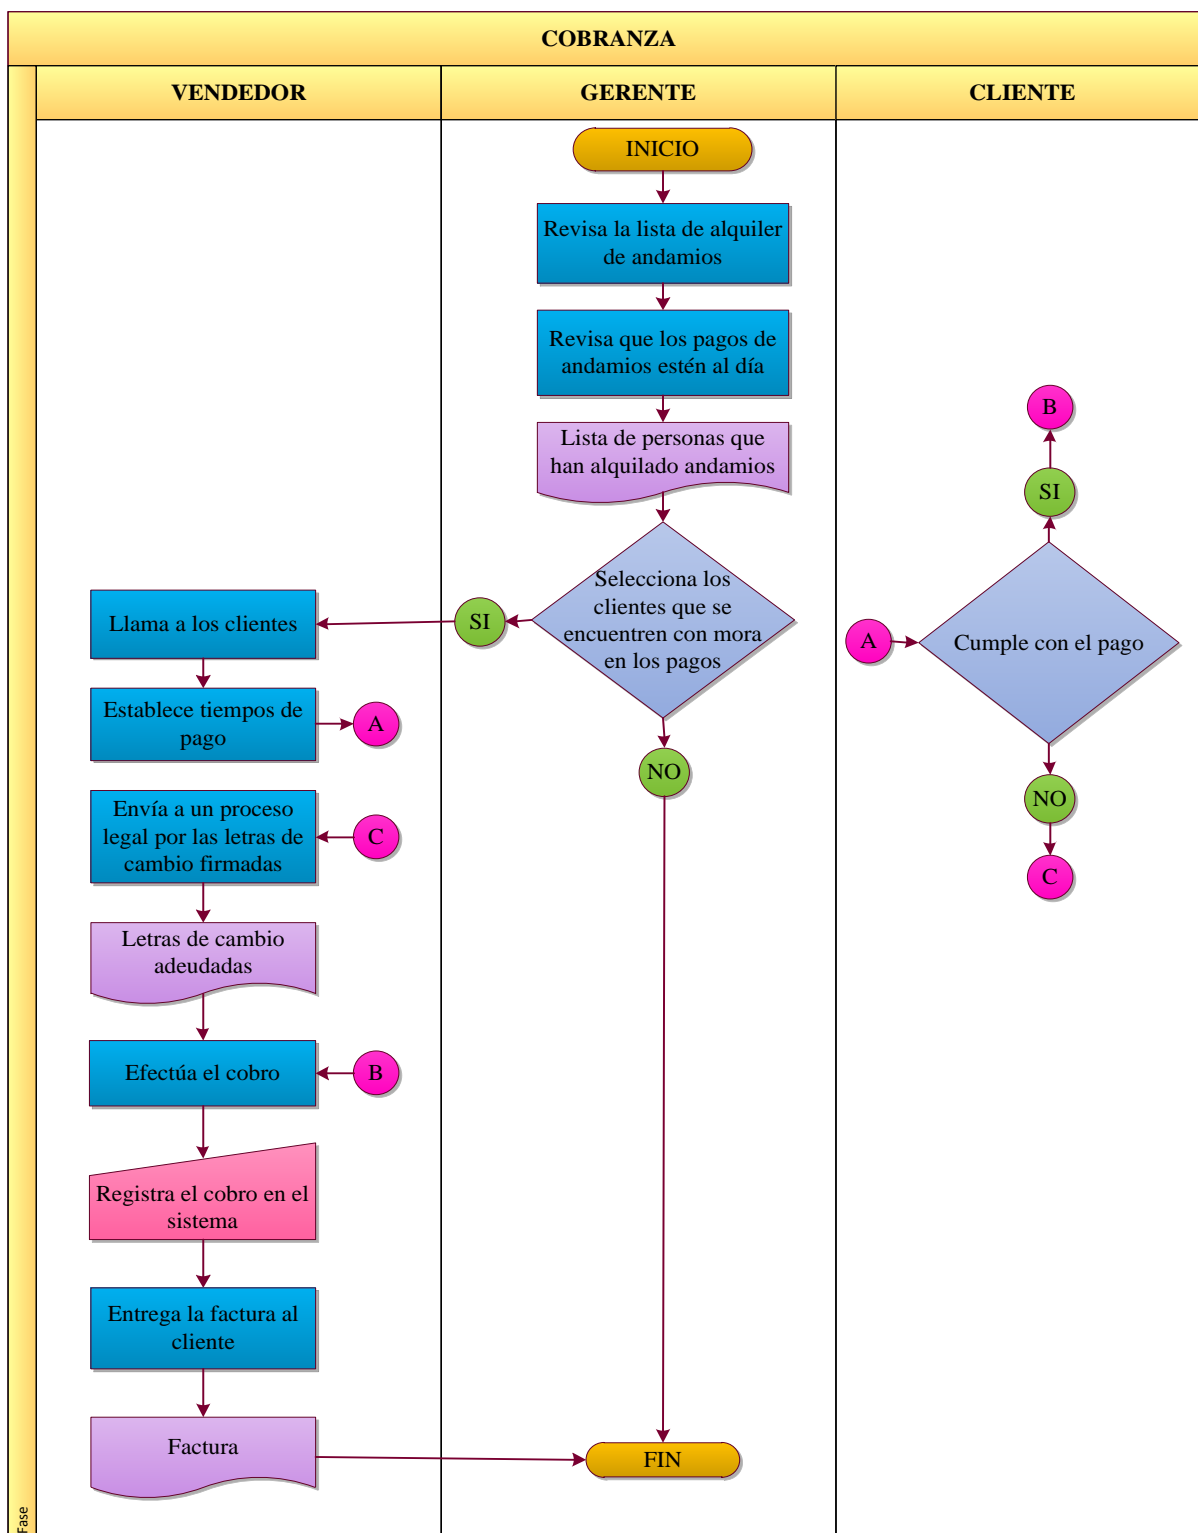 COBRANZA
VENDEDOR
GERENTE
CLIENTE
INICIO
Revisa la lista de alquiler
de andamios
Revisa que los pagos de
andamios estén al día
Lista de personas que
han alquilado andamios
Selecciona los
clientes que se
encuentren con mora
en los pagos
SI
NO
Llama a los clientes
Establece tiempos de
pago
A
Envía a un proceso
legal por las letras de
cambio firmadas
C
Letras de cambio
adeudadas
Efectúa el cobro
B
Registra el cobro en el
sistema
Entrega la factura al
cliente
Factura
FIN
B
SI
A
Cumple con el pago
NO
C
Fase